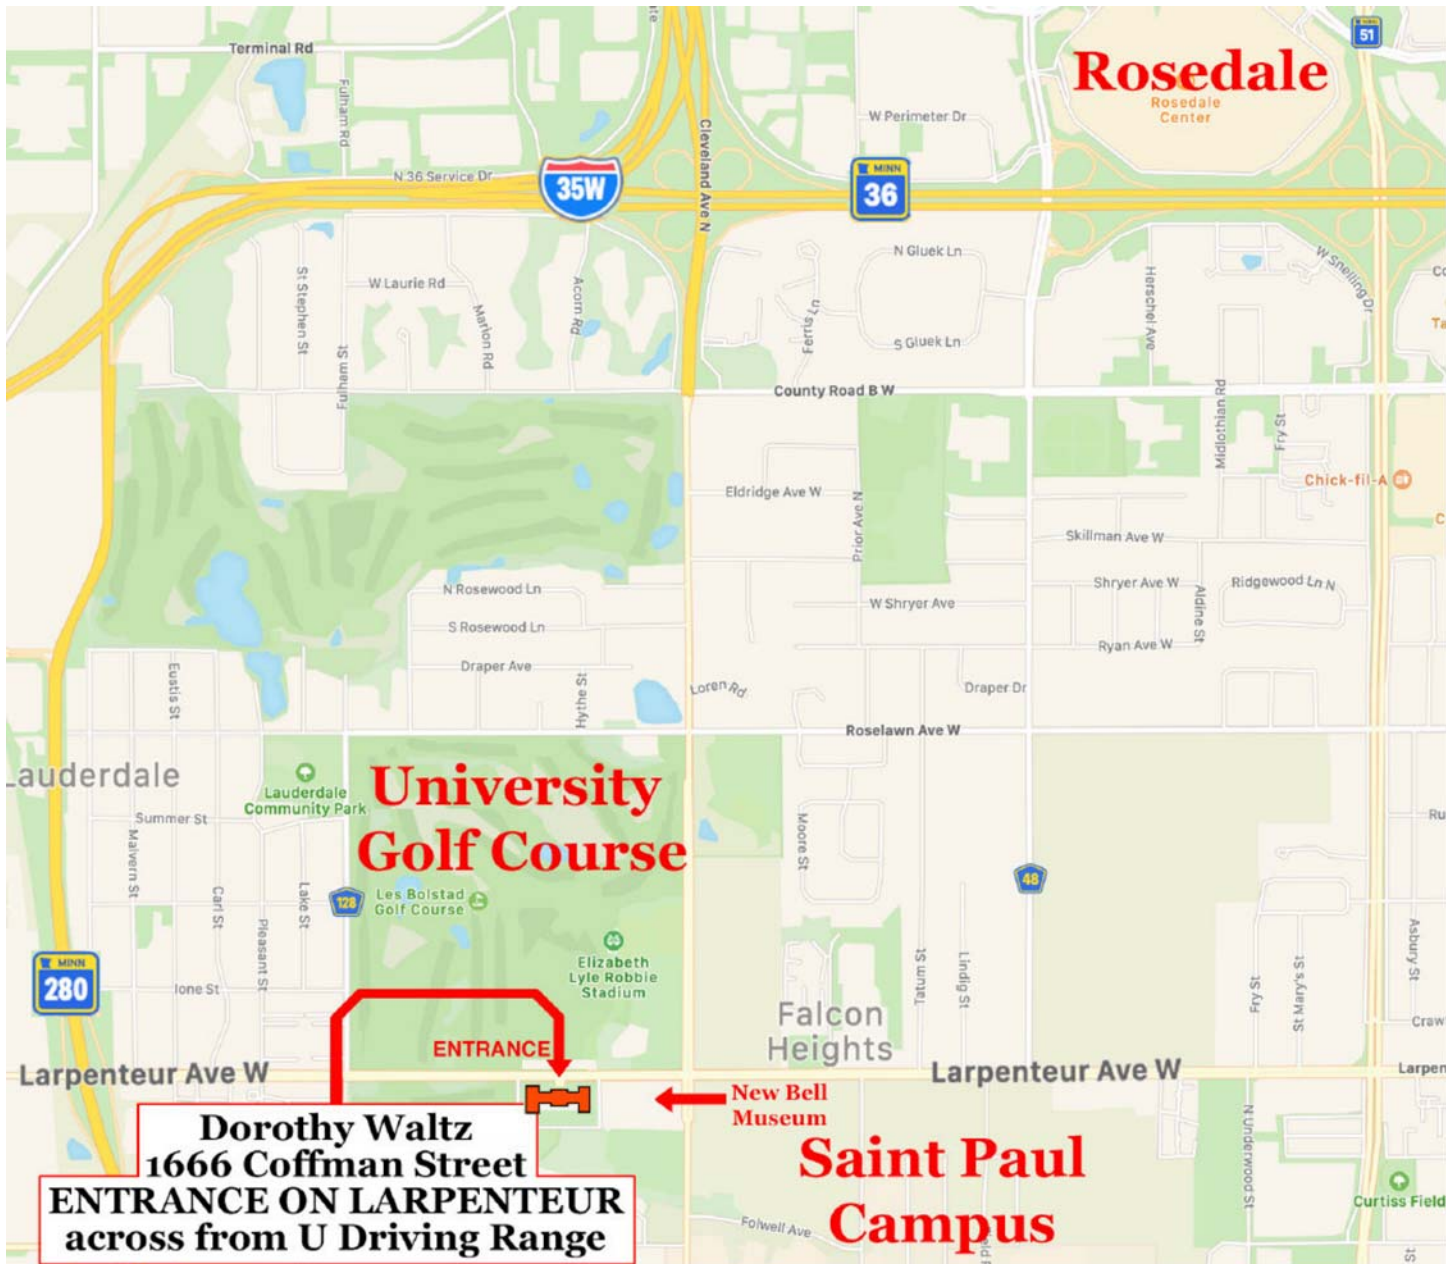 Terminal Rd
Fulham Rd
Rosedale
Rosedale
Center
MINN
51
W Perimeter Dr
Cleveland Ave N
N 36 Service Dr
35W
MINN
36
N Gluek Ln
W Snelling Dr
St Stephen St
W Laurie Rd
Marion Rd
Acorn Rd
Ferris Ln
S Gluek Ln
Herschel Ave
Fulham St
County Road B W
Midlothian Rd
Fry St
Chick-fil-A
Eldridge Ave W
Prior Ave N
Skillman Ave W
N Rosewood Ln
W Shryer Ave
Shryer Ave W
Aldine St
Ridgewood Ln N
S Rosewood Ln
Ryan Ave W
Draper Ave
Eustis St
Hythe St
Loren Rd
Draper Dr
Roselawn Ave W
Lauderdale
Lauderdale
Community Park
University
Golf Course
Summer St
Malvern St
Moore St
Ru
Carl St
Lake St
128
Les Bolstad
Golf Course
48
Pleasant St
Elizabeth
Lyle Robbie
Stadium
Tatum St
Lindig St
Asbury St
MINN
280
Ione St
Fry St
St Mary's St
Falcon
Heights
Craw
ENTRANCE
Larpenteur Ave W
Larpenteur Ave W
Larpen
New Bell
Museum
Dorothy Waltz
1666 Coffman Street
ENTRANCE ON LARPENTEUR
across from U Driving Range
Saint Paul
Campus
N Underwood St
Curtiss Field
Folwell Ave
St